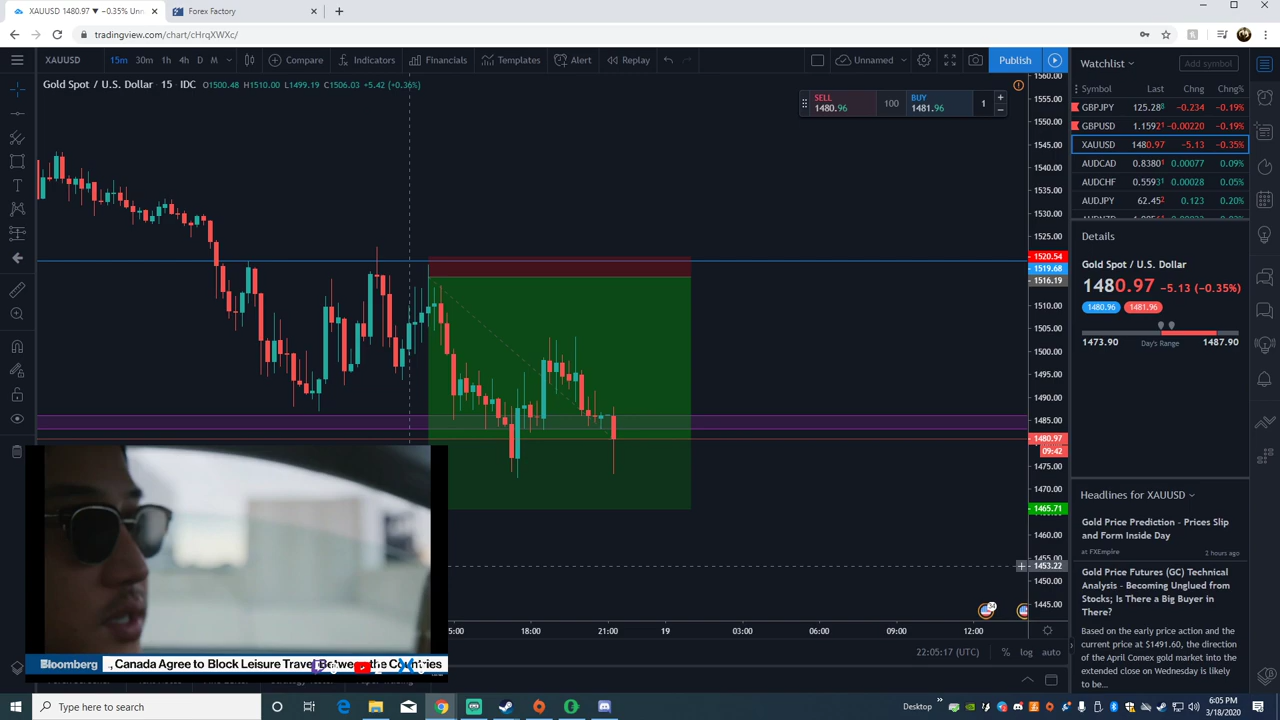 XAUUSD 1480.97 ▼ −0.35% Unn
Forex Factory
tradingview.com/chart/cHrqXWXc/
XAUUSD
15m 30m 1h 4h D M
Compare
Indicators
Financials
Templates
Alert
Replay
Unnamed
Publish
Gold Spot / U.S. Dollar · 15 · IDC O1500.48 H1510.00 L1499.19 C1506.03 +5.42 (+0.36%)
SELL
1480.96
100
BUY
1481.96
1
1560.00
1555.00
1550.00
1545.00
1540.00
1535.00
1530.00
1525.00
1520.54
1519.68
1516.19
1510.00
1505.00
1500.00
1495.00
1490.00
1485.00
1480.97
09:42
1475.00
1470.00
1465.71
1460.00
1455.00
1453.22
1450.00
1445.00
5:00
18:00
21:00
19
03:00
06:00
09:00
12:00
22:05:17 (UTC)
% log auto
Watchlist
Add symbol
Symbol Last Chng Chng%
GBPJPY 125.288 −0.234 −0.19%
GBPUSD 1.15921 −0.00220 −0.19%
XAUUSD 1480.97 −5.13 −0.35%
AUDCAD 0.83801 0.00077 0.09%
AUDCHF 0.55931 0.00028 0.05%
AUDJPY 62.452 0.123 0.20%
Details
Gold Spot / U.S. Dollar
1480.97 −5.13 (−0.35%)
1480.96 1481.96
1473.90 Day's Range 1487.90
Headlines for XAUUSD
Gold Price Prediction - Prices Slip
and Form Inside Day
at FXEmpire 2 hours ago
Gold Price Futures (GC) Technical
Analysis - Becoming Unglued from
Stocks; Is There a Big Buyer in
There?
Based on the early price action and the
current price at $1491.60, the direction
of the April Comex gold market into the
extended close on Wednesday is likely
to be...
Bloomberg , Canada Agree to Block Leisure Travel Between the Countries
Type here to search
Desktop
6:05 PM
3/18/2020